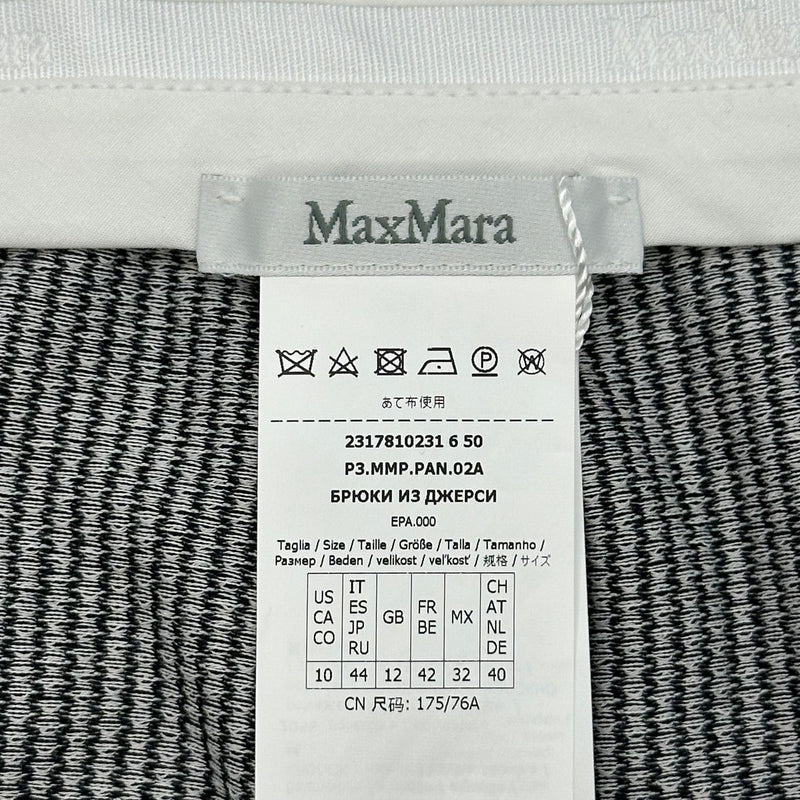 MaxMara
MaxMara
P
W
あて布使用
2317810231 6 50
P3.MMP.PAN.02A
БРЮКИ ИЗ ДЖЕРСИ
EPA.000
Taglia / Size / Taille / Größe / Talla / Tamanho /
Размер / Beden / velikost / veľkosť / 規格 / サイズ
US CA CO IT ES JP RU GB FR BE MX CH AT NL DE
10 44 12 42 32 40
CN 尺码: 175/76A